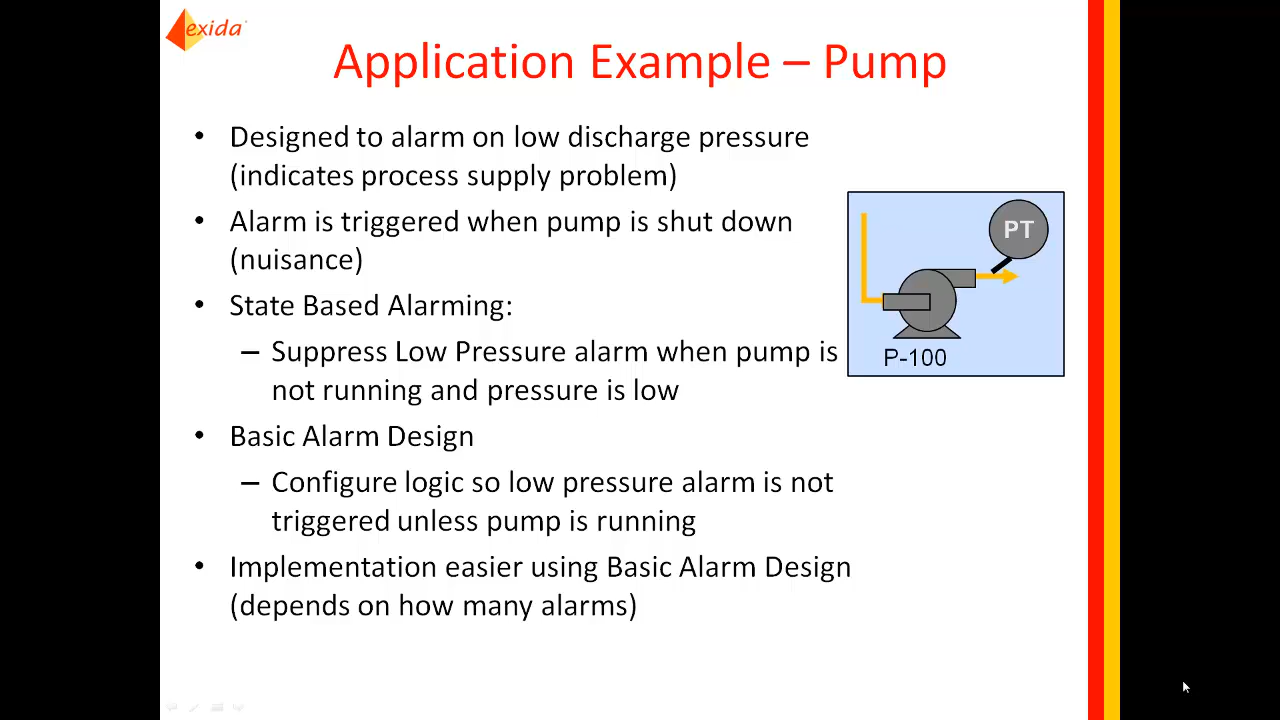 exida
Application Example – Pump
• Designed to alarm on low discharge pressure
(indicates process supply problem)
• Alarm is triggered when pump is shut down
(nuisance)
• State Based Alarming:
– Suppress Low Pressure alarm when pump is
not running and pressure is low
• Basic Alarm Design
– Configure logic so low pressure alarm is not
triggered unless pump is running
• Implementation easier using Basic Alarm Design
(depends on how many alarms)
PT
P-100